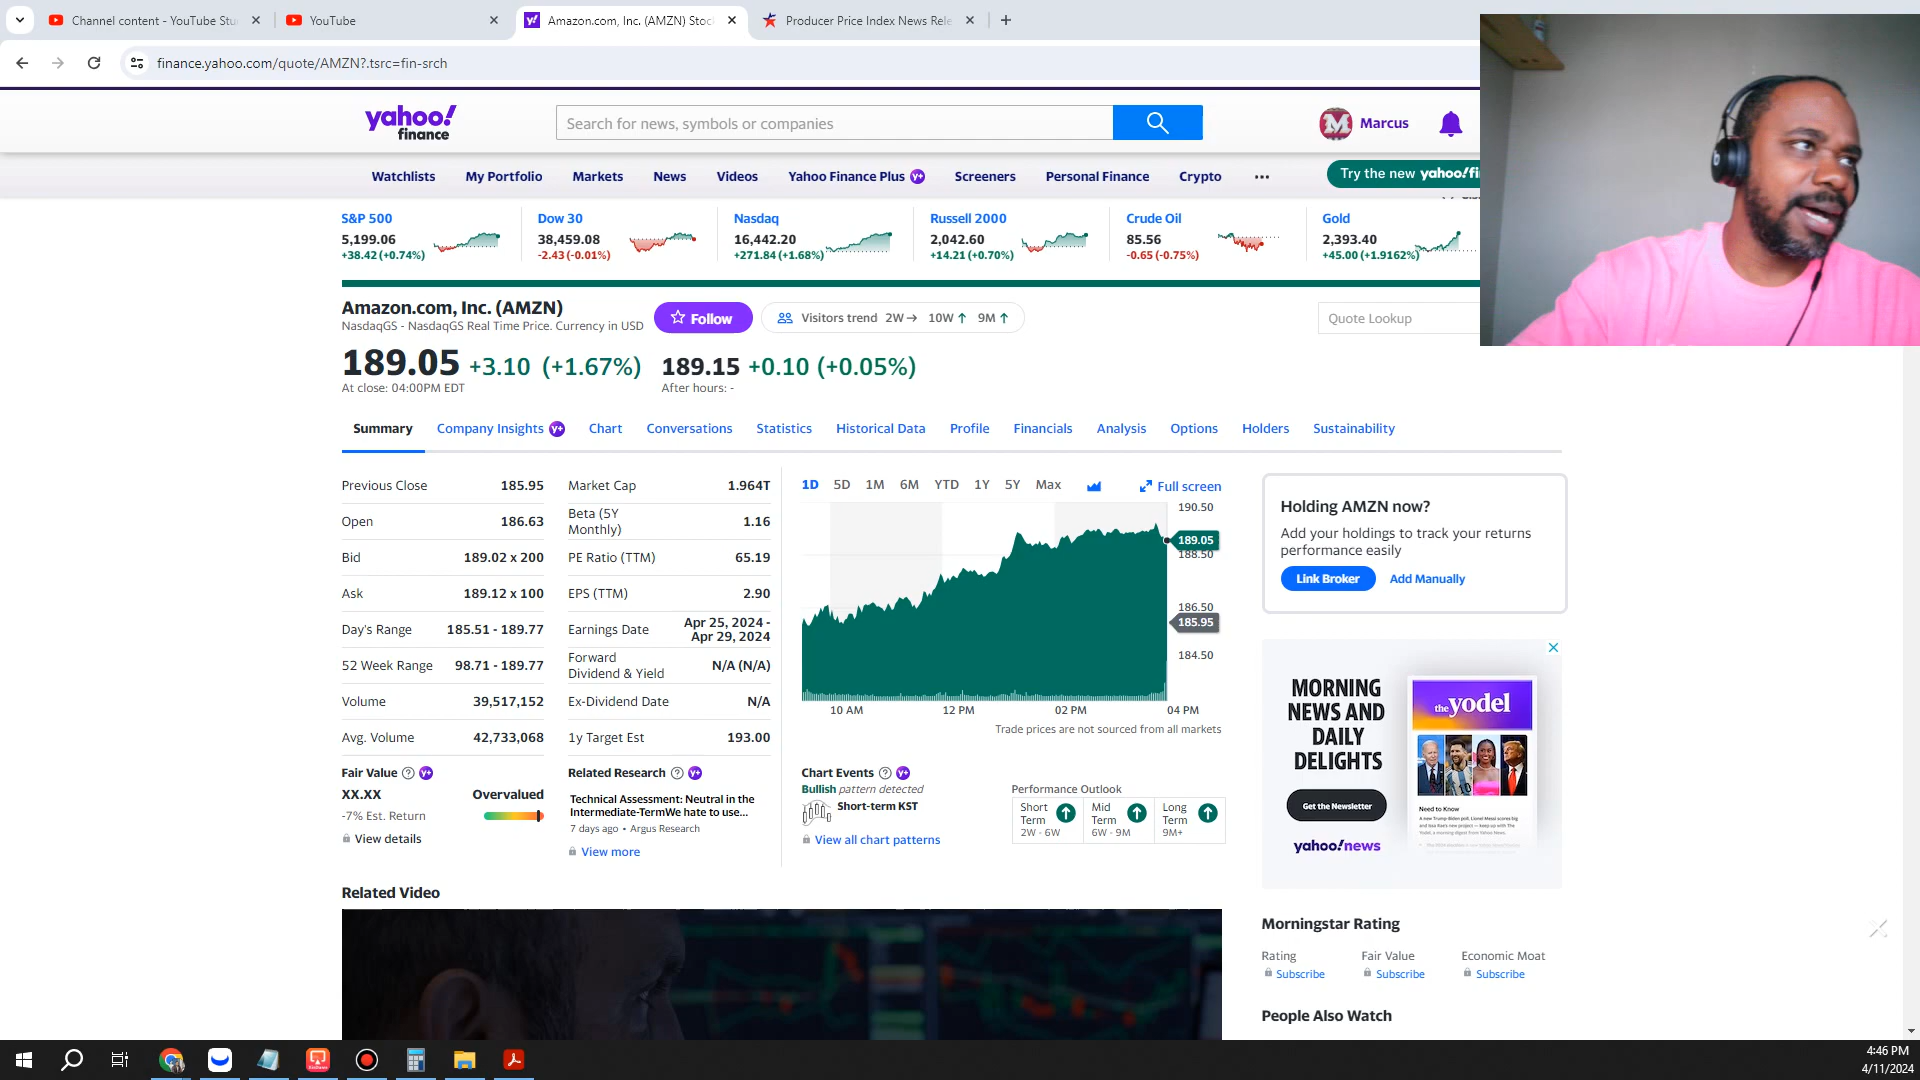 Channel content - YouTube Stu
YouTube
Amazon.com, Inc. (AMZN) Stoc
Producer Price Index News Rele
finance.yahoo.com/quote/AMZN?.tsrc=fin-srch
yahoo!
finance
Search for news, symbols or companies
Marcus
Watchlists
My Portfolio
Markets
News
Videos
Yahoo Finance Plus
Screeners
Personal Finance
Crypto
...
Try the new yahoo!fi
S&P 500
5,199.06
+38.42 (+0.74%)
Dow 30
38,459.08
-2.43 (-0.01%)
Nasdaq
16,442.20
+271.84 (+1.68%)
Russell 2000
2,042.60
+14.21 (+0.70%)
Crude Oil
85.56
-0.65 (-0.75%)
Gold
2,393.40
+45.00 (+1.9162%)
Amazon.com, Inc. (AMZN)
NasdaqGS - NasdaqGS Real Time Price. Currency in USD
Follow
Visitors trend 2W→ 10W↑ 9M↑
Quote Lookup
189.05 +3.10 (+1.67%)
At close: 04:00PM EDT
189.15 +0.10 (+0.05%)
After hours: -
Summary
Company Insights
Chart
Conversations
Statistics
Historical Data
Profile
Financials
Analysis
Options
Holders
Sustainability
Previous Close 185.95
Open 186.63
Bid 189.02 x 200
Ask 189.12 x 100
Day's Range 185.51 - 189.77
52 Week Range 98.71 - 189.77
Volume 39,517,152
Avg. Volume 42,733,068
Market Cap 1.964T
Beta (5Y
Monthly) 1.16
PE Ratio (TTM) 65.19
EPS (TTM) 2.90
Earnings Date Apr 25, 2024 -
Apr 29, 2024
Forward
Dividend & Yield N/A (N/A)
Ex-Dividend Date N/A
1y Target Est 193.00
1D 5D 1M 6M YTD 1Y 5Y Max
Full screen
190.50
189.05
188.50
186.50
185.95
184.50
10 AM 12 PM 02 PM 04 PM
Trade prices are not sourced from all markets
Fair Value
XX.XX
Overvalued
-7% Est. Return
View details
Related Research
Technical Assessment: Neutral in the
Intermediate-TermWe hate to use...
7 days ago • Argus Research
View more
Chart Events
Bullish pattern detected
Short-term KST
View all chart patterns
Performance Outlook
Short
Term
2W - 6W
Mid
Term
6W - 9M
Long
Term
9M+
Holding AMZN now?
Add your holdings to track your returns
performance easily
Link Broker
Add Manually
MORNING
NEWS AND
DAILY
DELIGHTS
Get the Newsletter
yahoo!news
the yodel
Need to Know
Morningstar Rating
Rating
Subscribe
Fair Value
Subscribe
Economic Moat
Subscribe
People Also Watch
Related Video
4:46 PM
4/11/2024